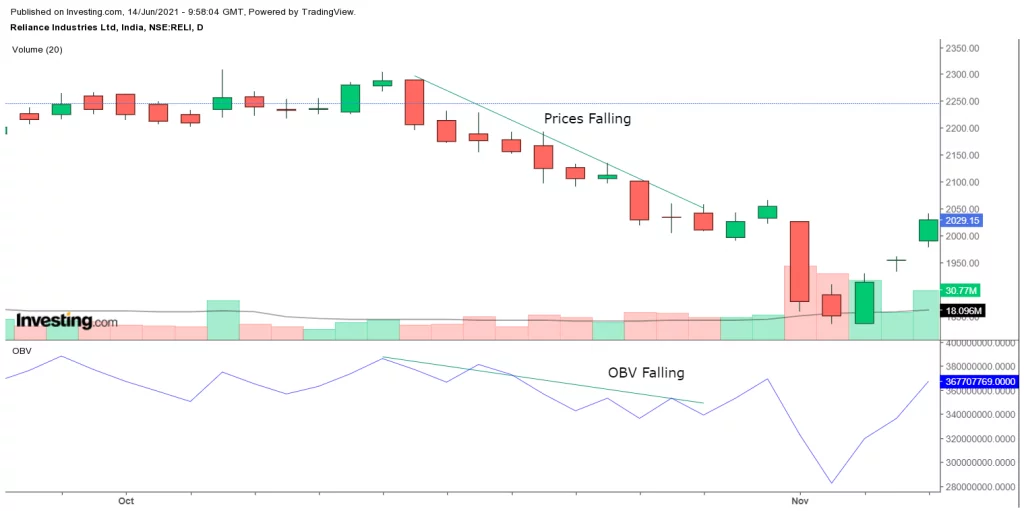 Published on Investing.com, 14/Jun/2021 - 9:58:04 GMT, Powered by TradingView.
Reliance Industries Ltd, India, NSE:RELI, D
Volume (20)
2350.00
2300.00
2250.00
2200.00
2150.00
2100.00
2050.00
2029.15
2000.00
1950.00
30.77M
18.096M
Prices Falling
Investing.com
OBV
OBV Falling
400000000.0000
380000000.0000
367707769.0000
340000000.0000
320000000.0000
300000000.0000
280000000.0000
Oct
Nov